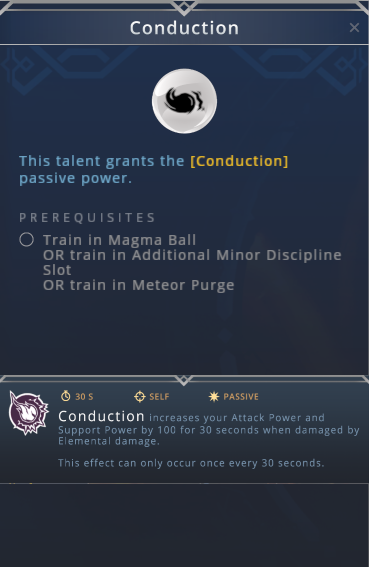 Conduction
This talent grants the [Conduction]
passive power.
PREREQUISITES
Train in Magma Ball
OR train in Additional Minor Discipline
Slot
OR train in Meteor Purge
30 S SELF PASSIVE
Conduction increases your Attack Power and
Support Power by 100 for 30 seconds when damaged by
Elemental damage.
This effect can only occur once every 30 seconds.